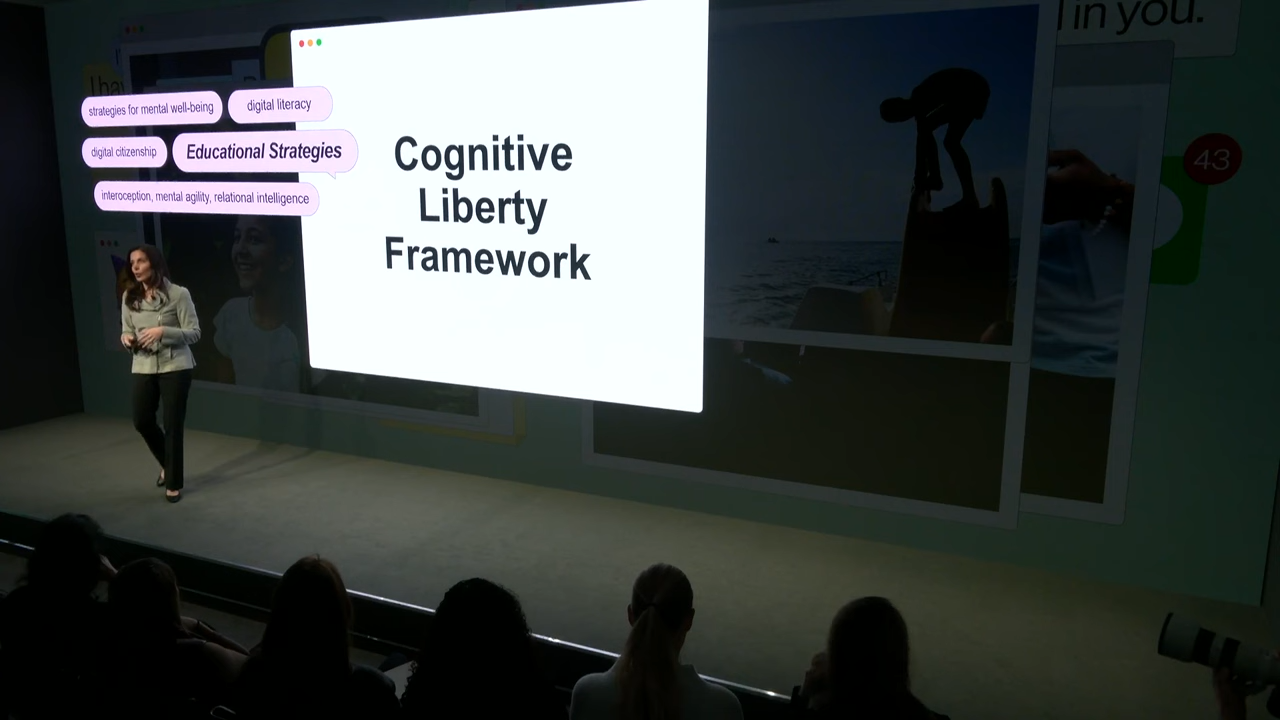 in you.
43
strategies for mental well-being
digital literacy
digital citizenship
Educational Strategies
interoception, mental agility, relational intelligence
Cognitive
Liberty
Framework